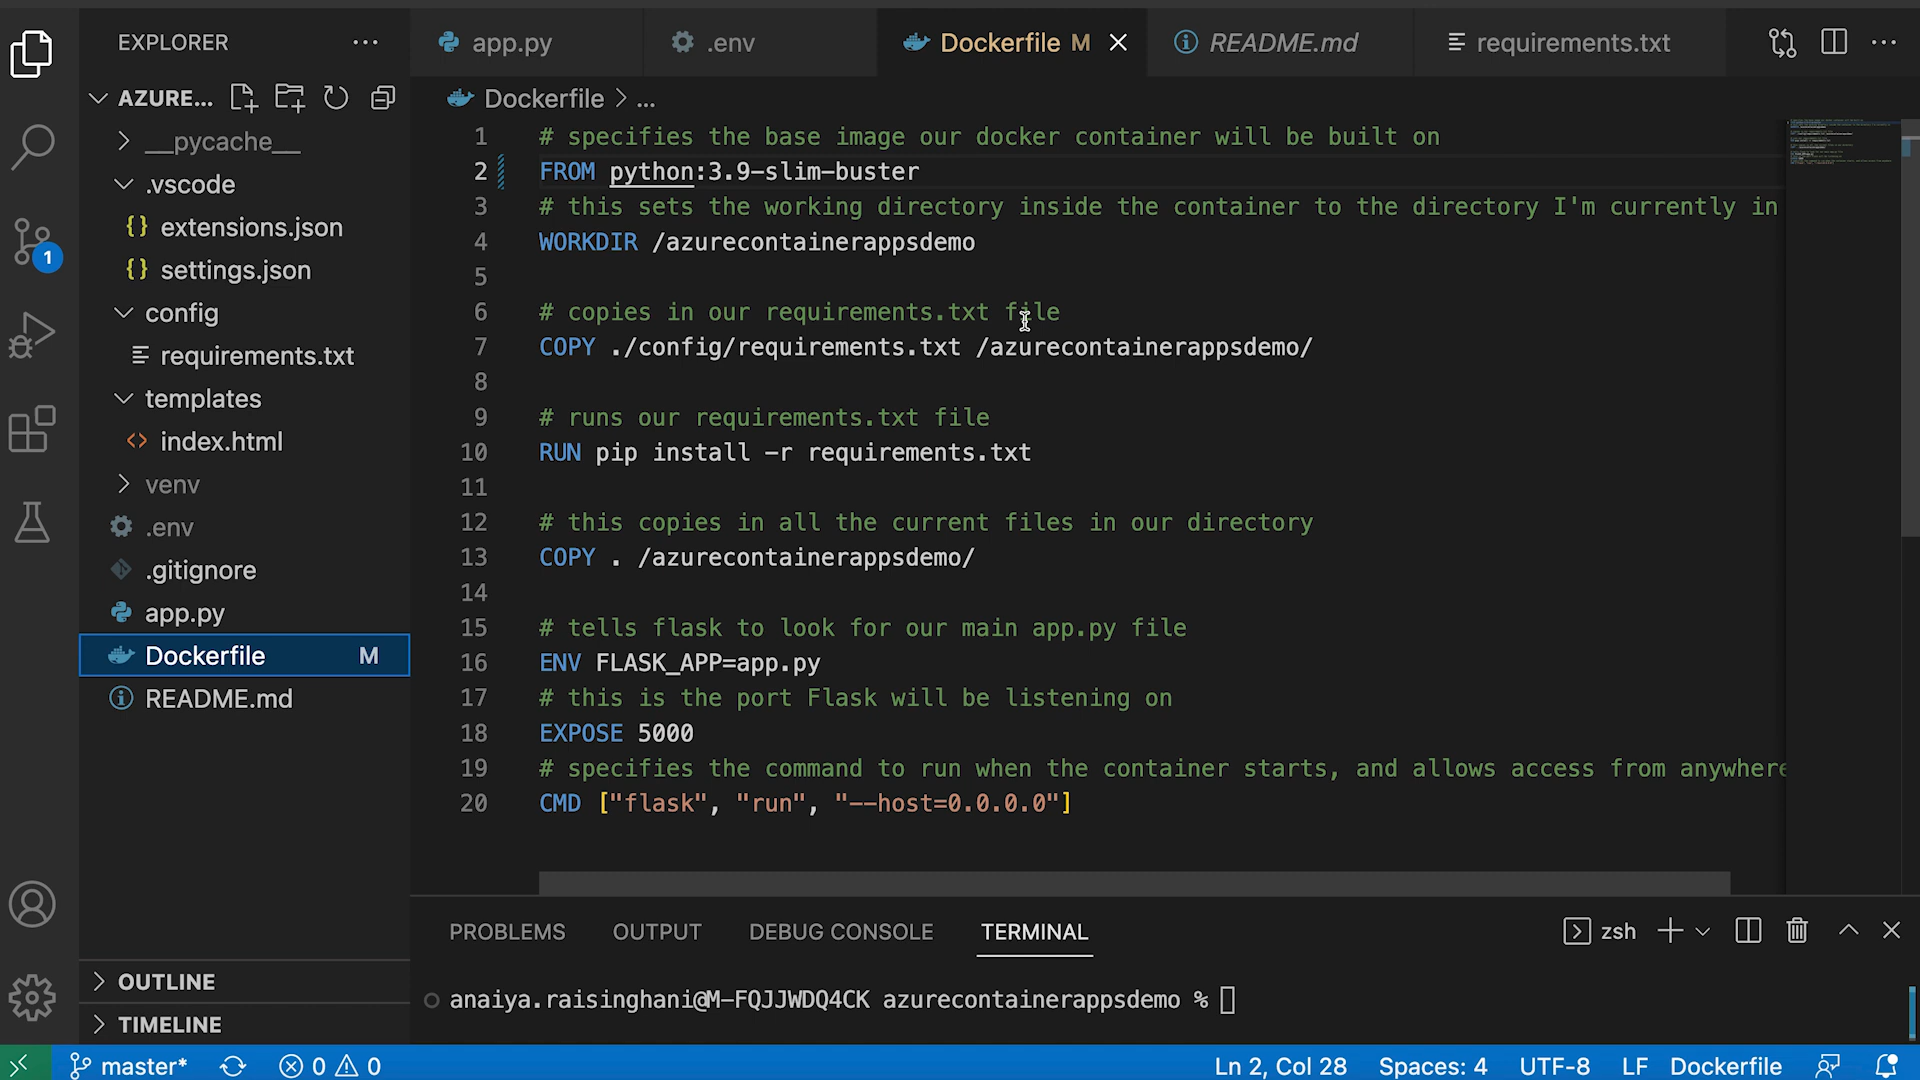 EXPLORER
AZURE...
__pycache__
.vscode
extensions.json
settings.json
config
requirements.txt
templates
index.html
venv
.env
.gitignore
app.py
Dockerfile M
README.md
OUTLINE
TIMELINE
app.py .env Dockerfile M README.md requirements.txt
Dockerfile > ...
1 # specifies the base image our docker container will be built on
2 FROM python:3.9-slim-buster
3 # this sets the working directory inside the container to the directory I'm currently in
4 WORKDIR /azurecontainerappsdemo
5
6 # copies in our requirements.txt file
7 COPY ./config/requirements.txt /azurecontainerappsdemo/
8
9 # runs our requirements.txt file
10 RUN pip install -r requirements.txt
11
12 # this copies in all the current files in our directory
13 COPY . /azurecontainerappsdemo/
14
15 # tells flask to look for our main app.py file
16 ENV FLASK_APP=app.py
17 # this is the port Flask will be listening on
18 EXPOSE 5000
19 # specifies the command to run when the container starts, and allows access from anywhere
20 CMD ["flask", "run", "--host=0.0.0.0"]
PROBLEMS OUTPUT DEBUG CONSOLE TERMINAL zsh
anaiya.raisinghani@M-FQJJWDQ4CK azurecontainerappsdemo %
1
master* 0 0 Ln 2, Col 28 Spaces: 4 UTF-8 LF Dockerfile